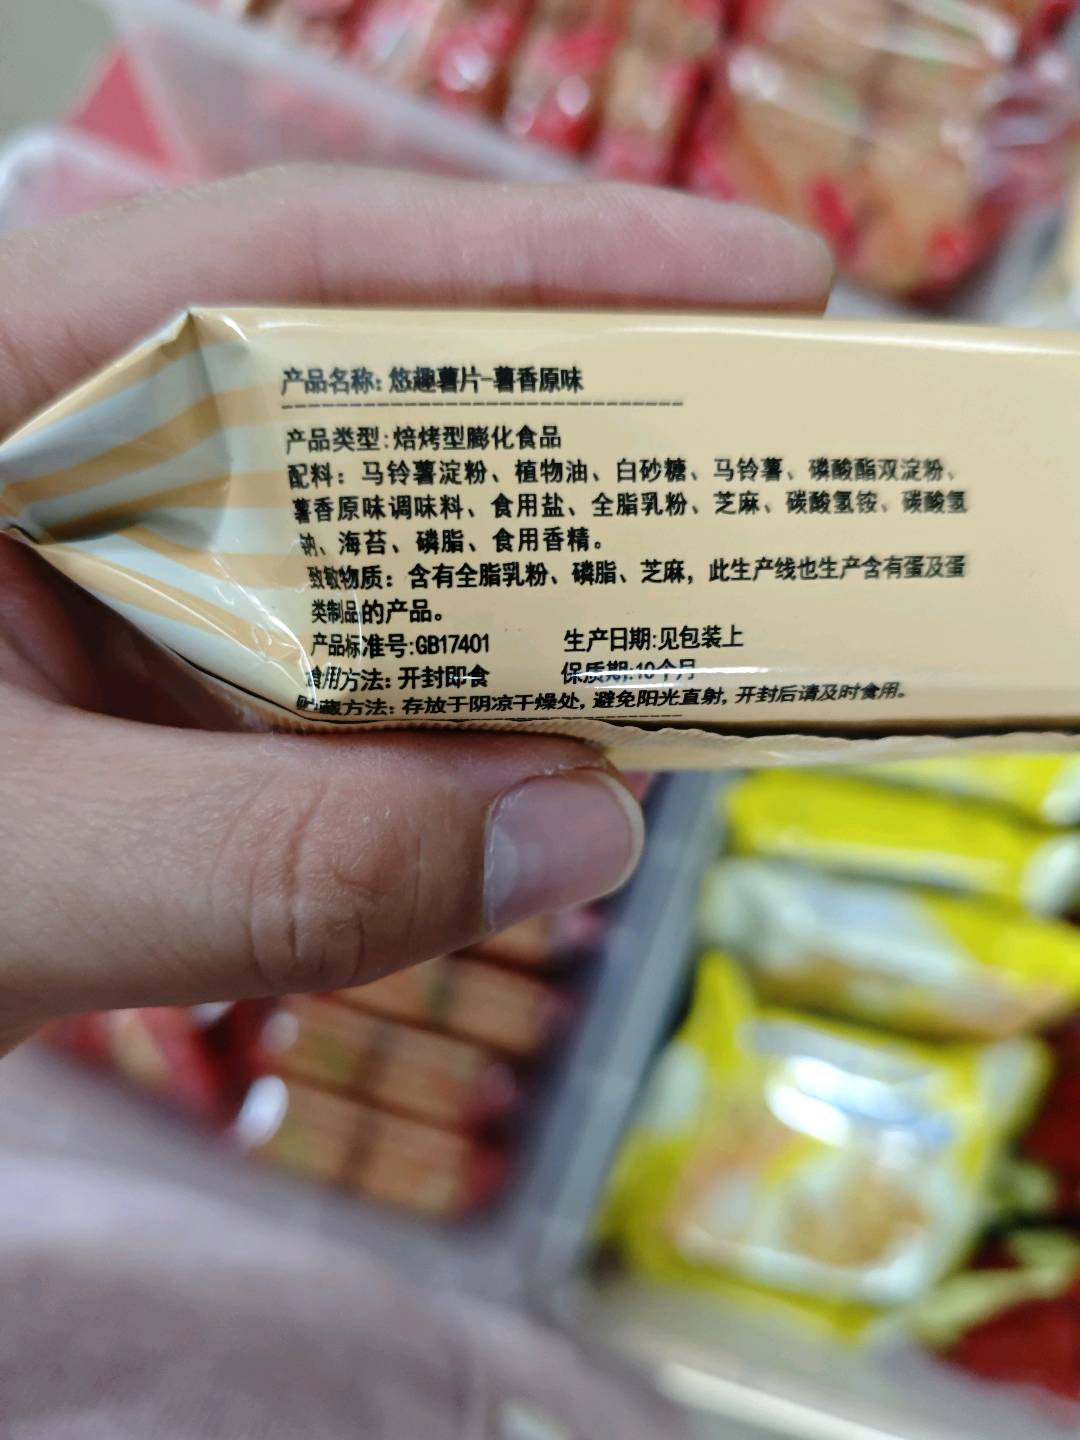 产品名称: 悠趣薯片-薯香原味
产品类型:焙烤型膨化食品
配料：马铃薯淀粉、植物油、白砂糖、马铃薯、磷酸酯双淀粉、
薯香原味调味料、食用盐、全脂乳粉、芝麻、碳酸氢铵、碳酸氢
钠、海苔、磷脂、食用香精。
致敏物质：含有全脂乳粉、磷脂、芝麻，此生产线也生产含有蛋及蛋
类制品的产品。
产品标准号:GB17401 生产日期:见包装上
食用方法: 开封即食 保质期:10个月
贮藏方法: 存放于阴凉干燥处, 避免阳光直射, 开封后请及时食用。